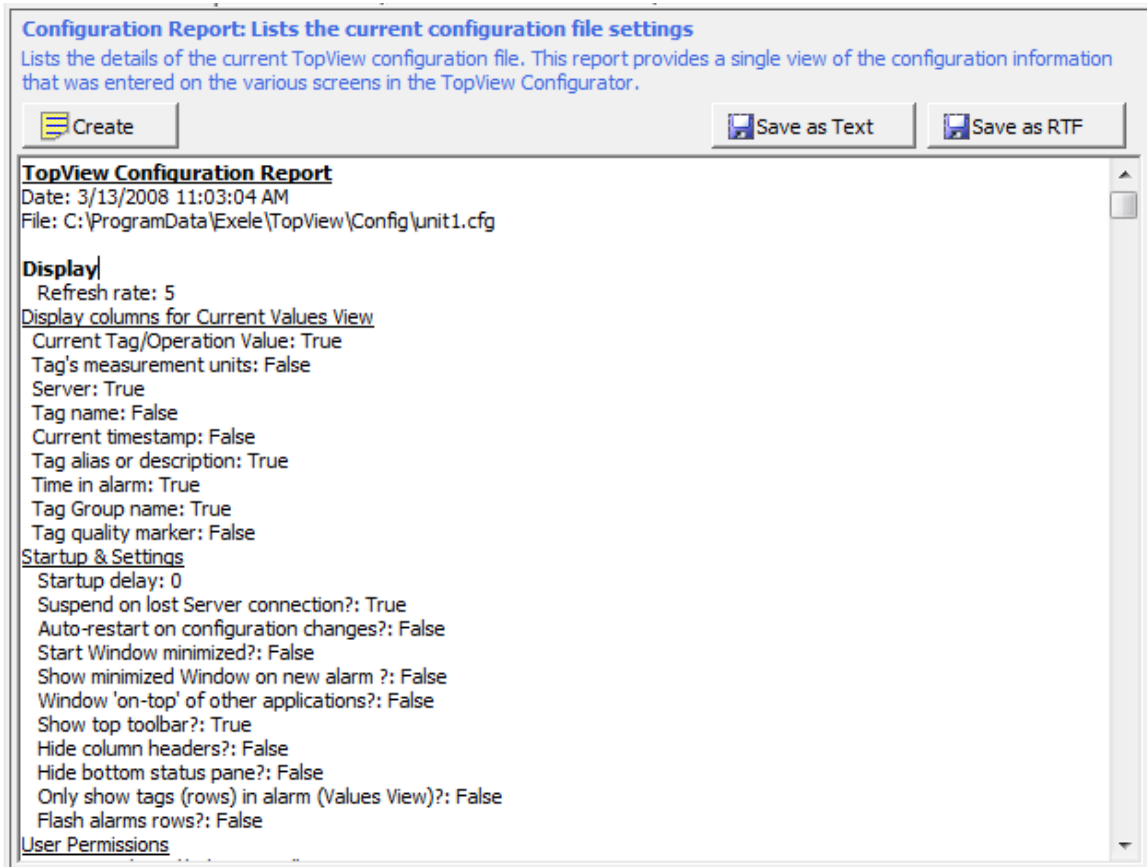 Configuration Report: Lists the current configuration file settings
Lists the details of the current TopView configuration file. This report provides a single view of the configuration information
that was entered on the various screens in the TopView Configurator.
Create
Save as Text
Save as RTF
TopView Configuration Report
Date: 3/13/2008 11:03:04 AM
File: C:\ProgramData\Exele\TopView\Config\unit1.cfg
Display
Refresh rate: 5
Display columns for Current Values View
Current Tag/Operation Value: True
Tag's measurement units: False
Server: True
Tag name: False
Current timestamp: False
Tag alias or description: True
Time in alarm: True
Tag Group name: True
Tag quality marker: False
Startup & Settings
Startup delay: 0
Suspend on lost Server connection?: True
Auto-restart on configuration changes?: False
Start Window minimized?: False
Show minimized Window on new alarm ?: False
Window 'on-top' of other applications?: False
Show top toolbar?: True
Hide column headers?: False
Hide bottom status pane?: False
Only show tags (rows) in alarm (Values View)?: False
Flash alarms rows?: False
User Permissions